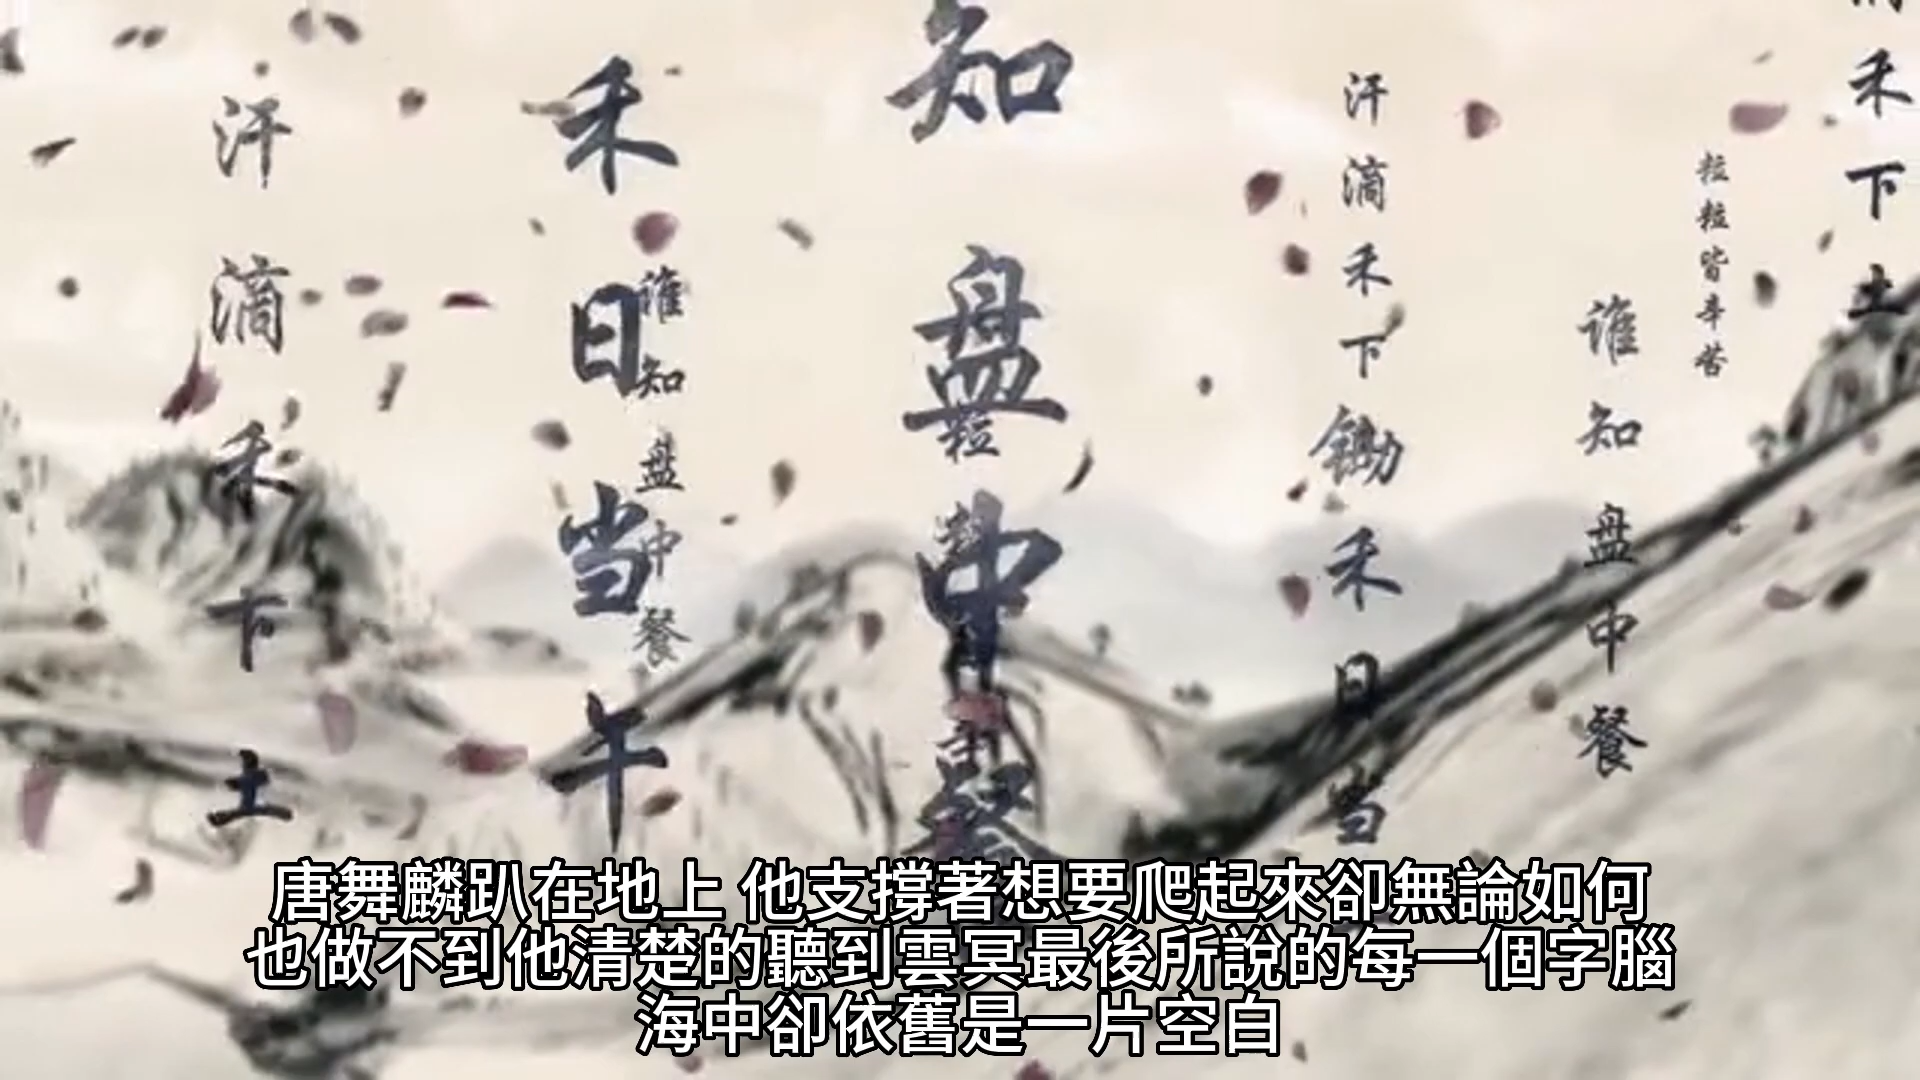 汗滴禾下土
禾日当午
谁知盘中餐
知盘中餐
粒
汗滴禾下
锄禾日当
谁知盘中餐
粒粒皆辛苦
禾下土
唐舞麟趴在地上 他支撐著想要爬起來卻無論如何
也做不到他清楚的聽到雲冥最後所說的每一個字腦
海中卻依舊是一片空白